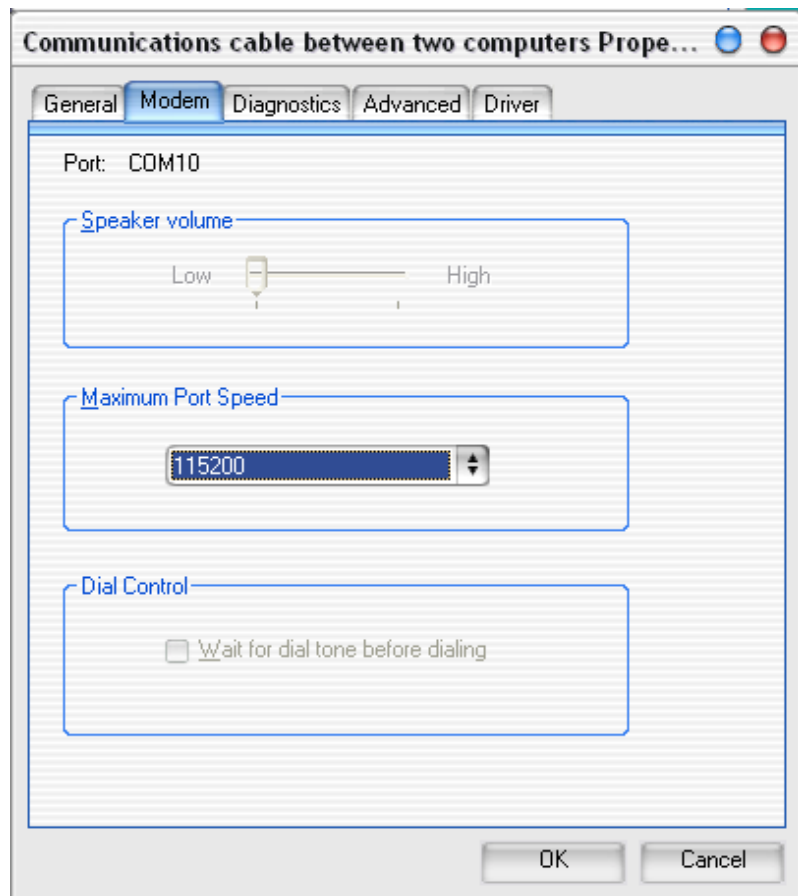 Communications cable between two computers Prope...
General Modem Diagnostics Advanced Driver
Port: COM10
Speaker volume
Low High
Maximum Port Speed
115200
Dial Control
Wait for dial tone before dialing
OK Cancel